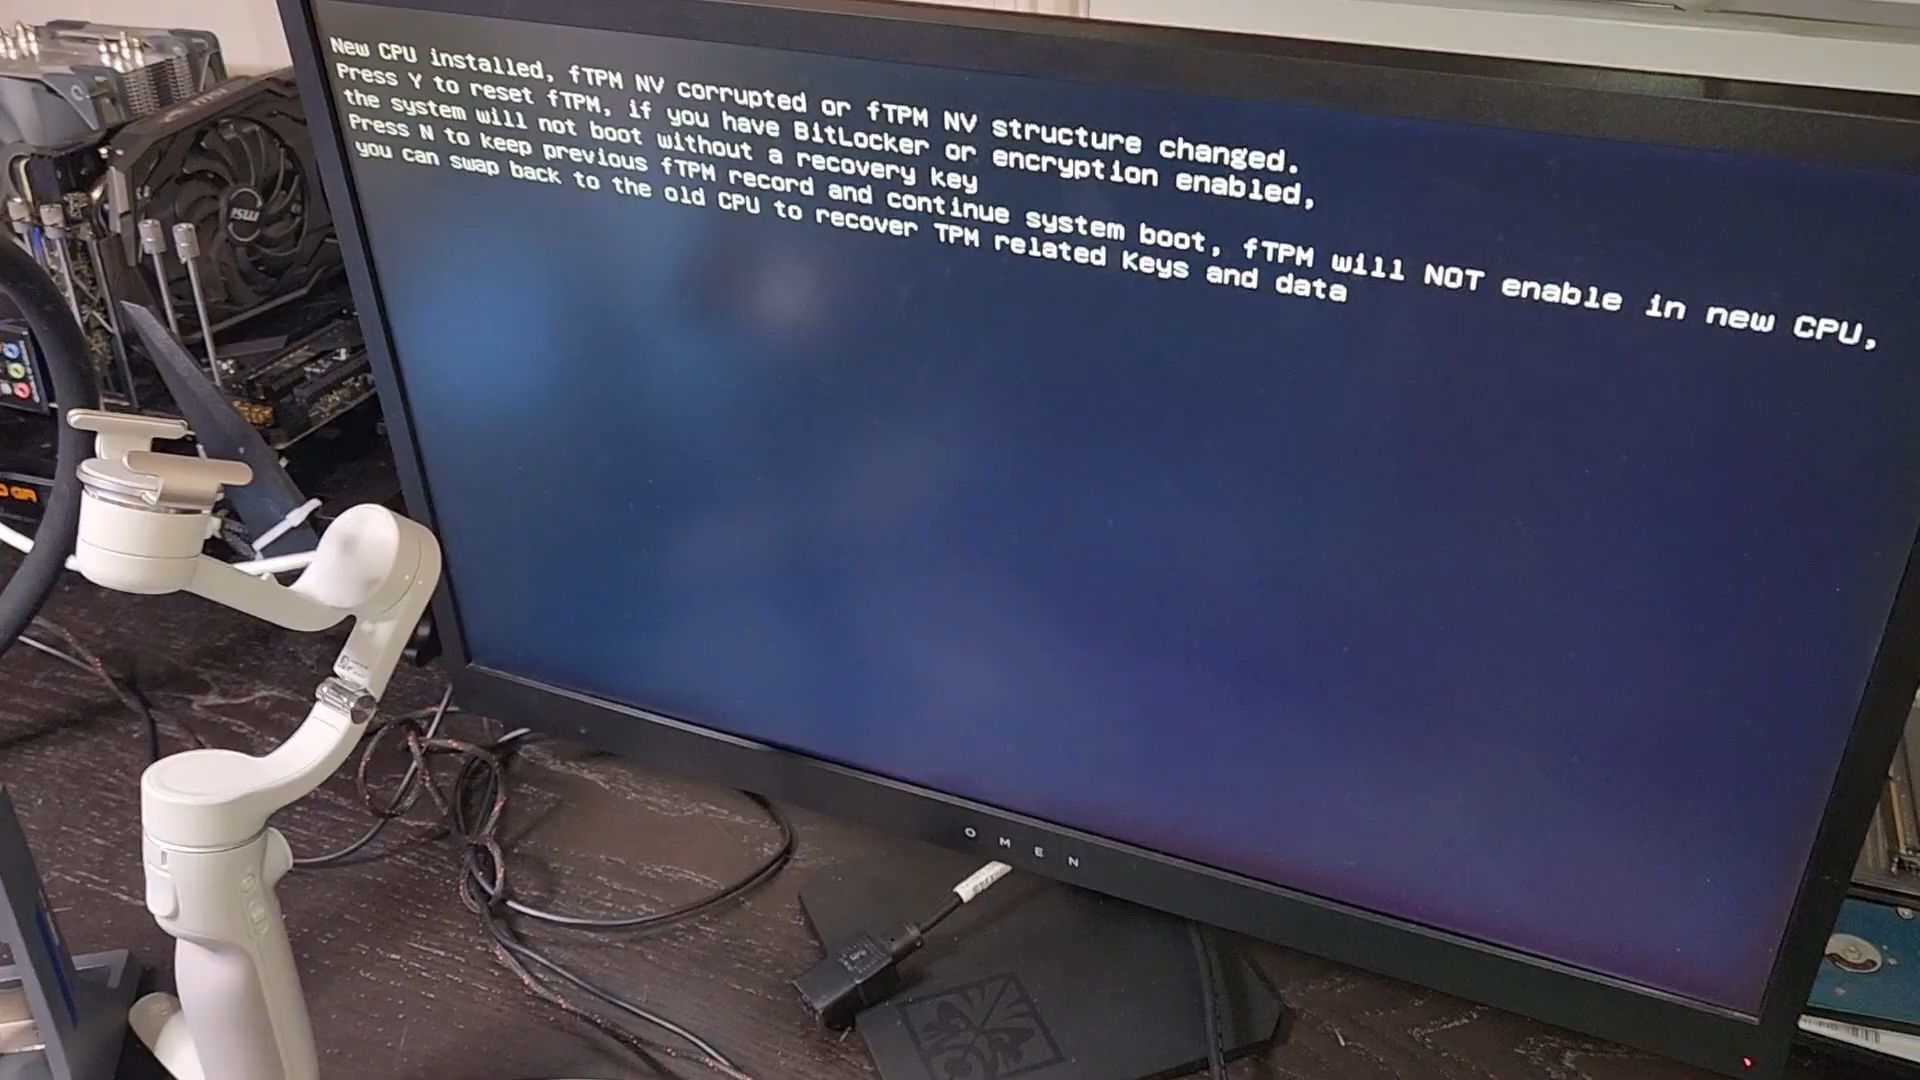 New CPU installed, fTPM NV corrupted or fTPM NV structure changed.
Press Y to reset fTPM, if you have BitLocker or encryption enabled,
the system will not boot without a recovery key
Press N to keep previous fTPM record and continue system boot, fTPM will NOT enable in new CPU,
you can swap back to the old CPU to recover TPM related Keys and data
msi
OMEN